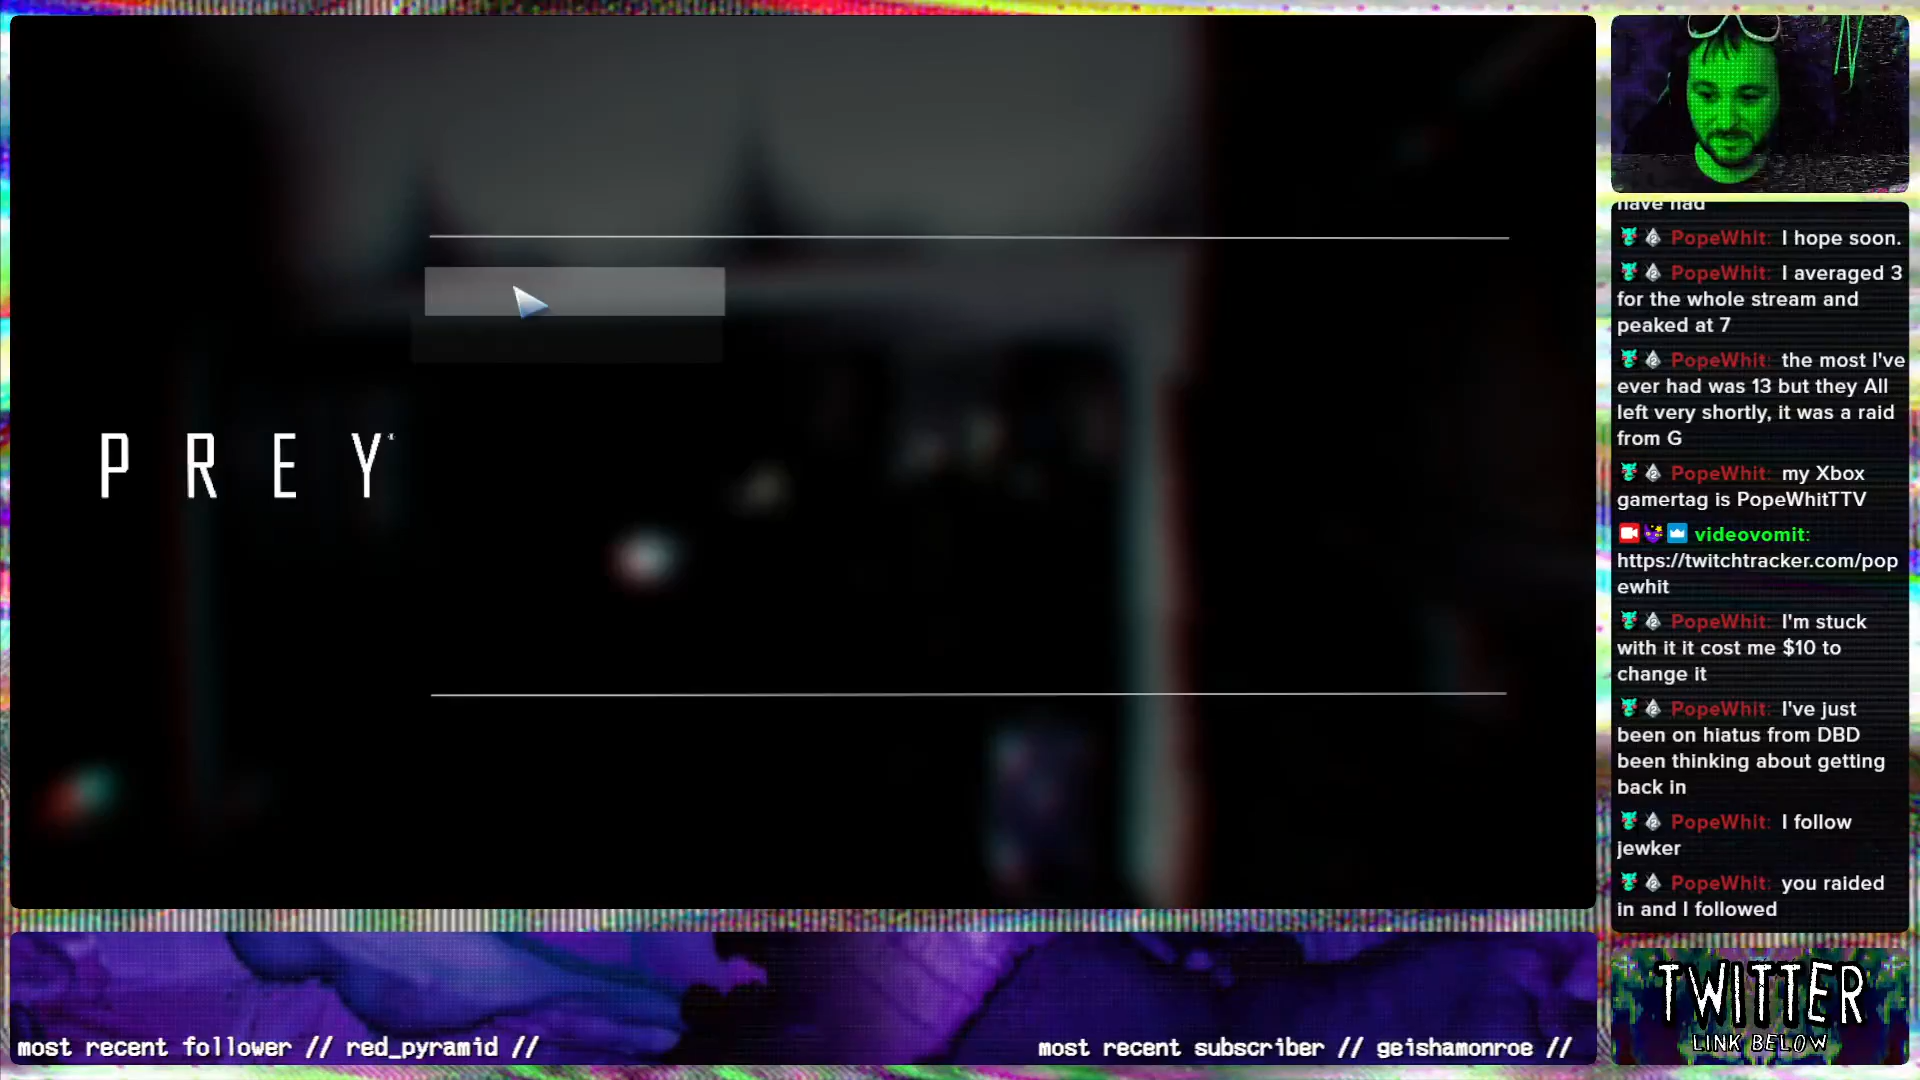 P R E Y
have had
PopeWhit: I hope soon.
PopeWhit: I averaged 3
for the whole stream and
peaked at 7
PopeWhit: the most I've
ever had was 13 but they All
left very shortly, it was a raid
from G
PopeWhit: my Xbox
gamertag is PopeWhitTTV
videovomit:
https://twitchtracker.com/pop
ewhit
PopeWhit: I'm stuck
with it it cost me $10 to
change it
PopeWhit: I've just
been on hiatus from DBD
been thinking about getting
back in
PopeWhit: I follow
jewker
PopeWhit: you raided
in and I followed
most recent follower // red_pyramid //
most recent subscriber // geishamonroe //
TWITTER
LINK BELOW